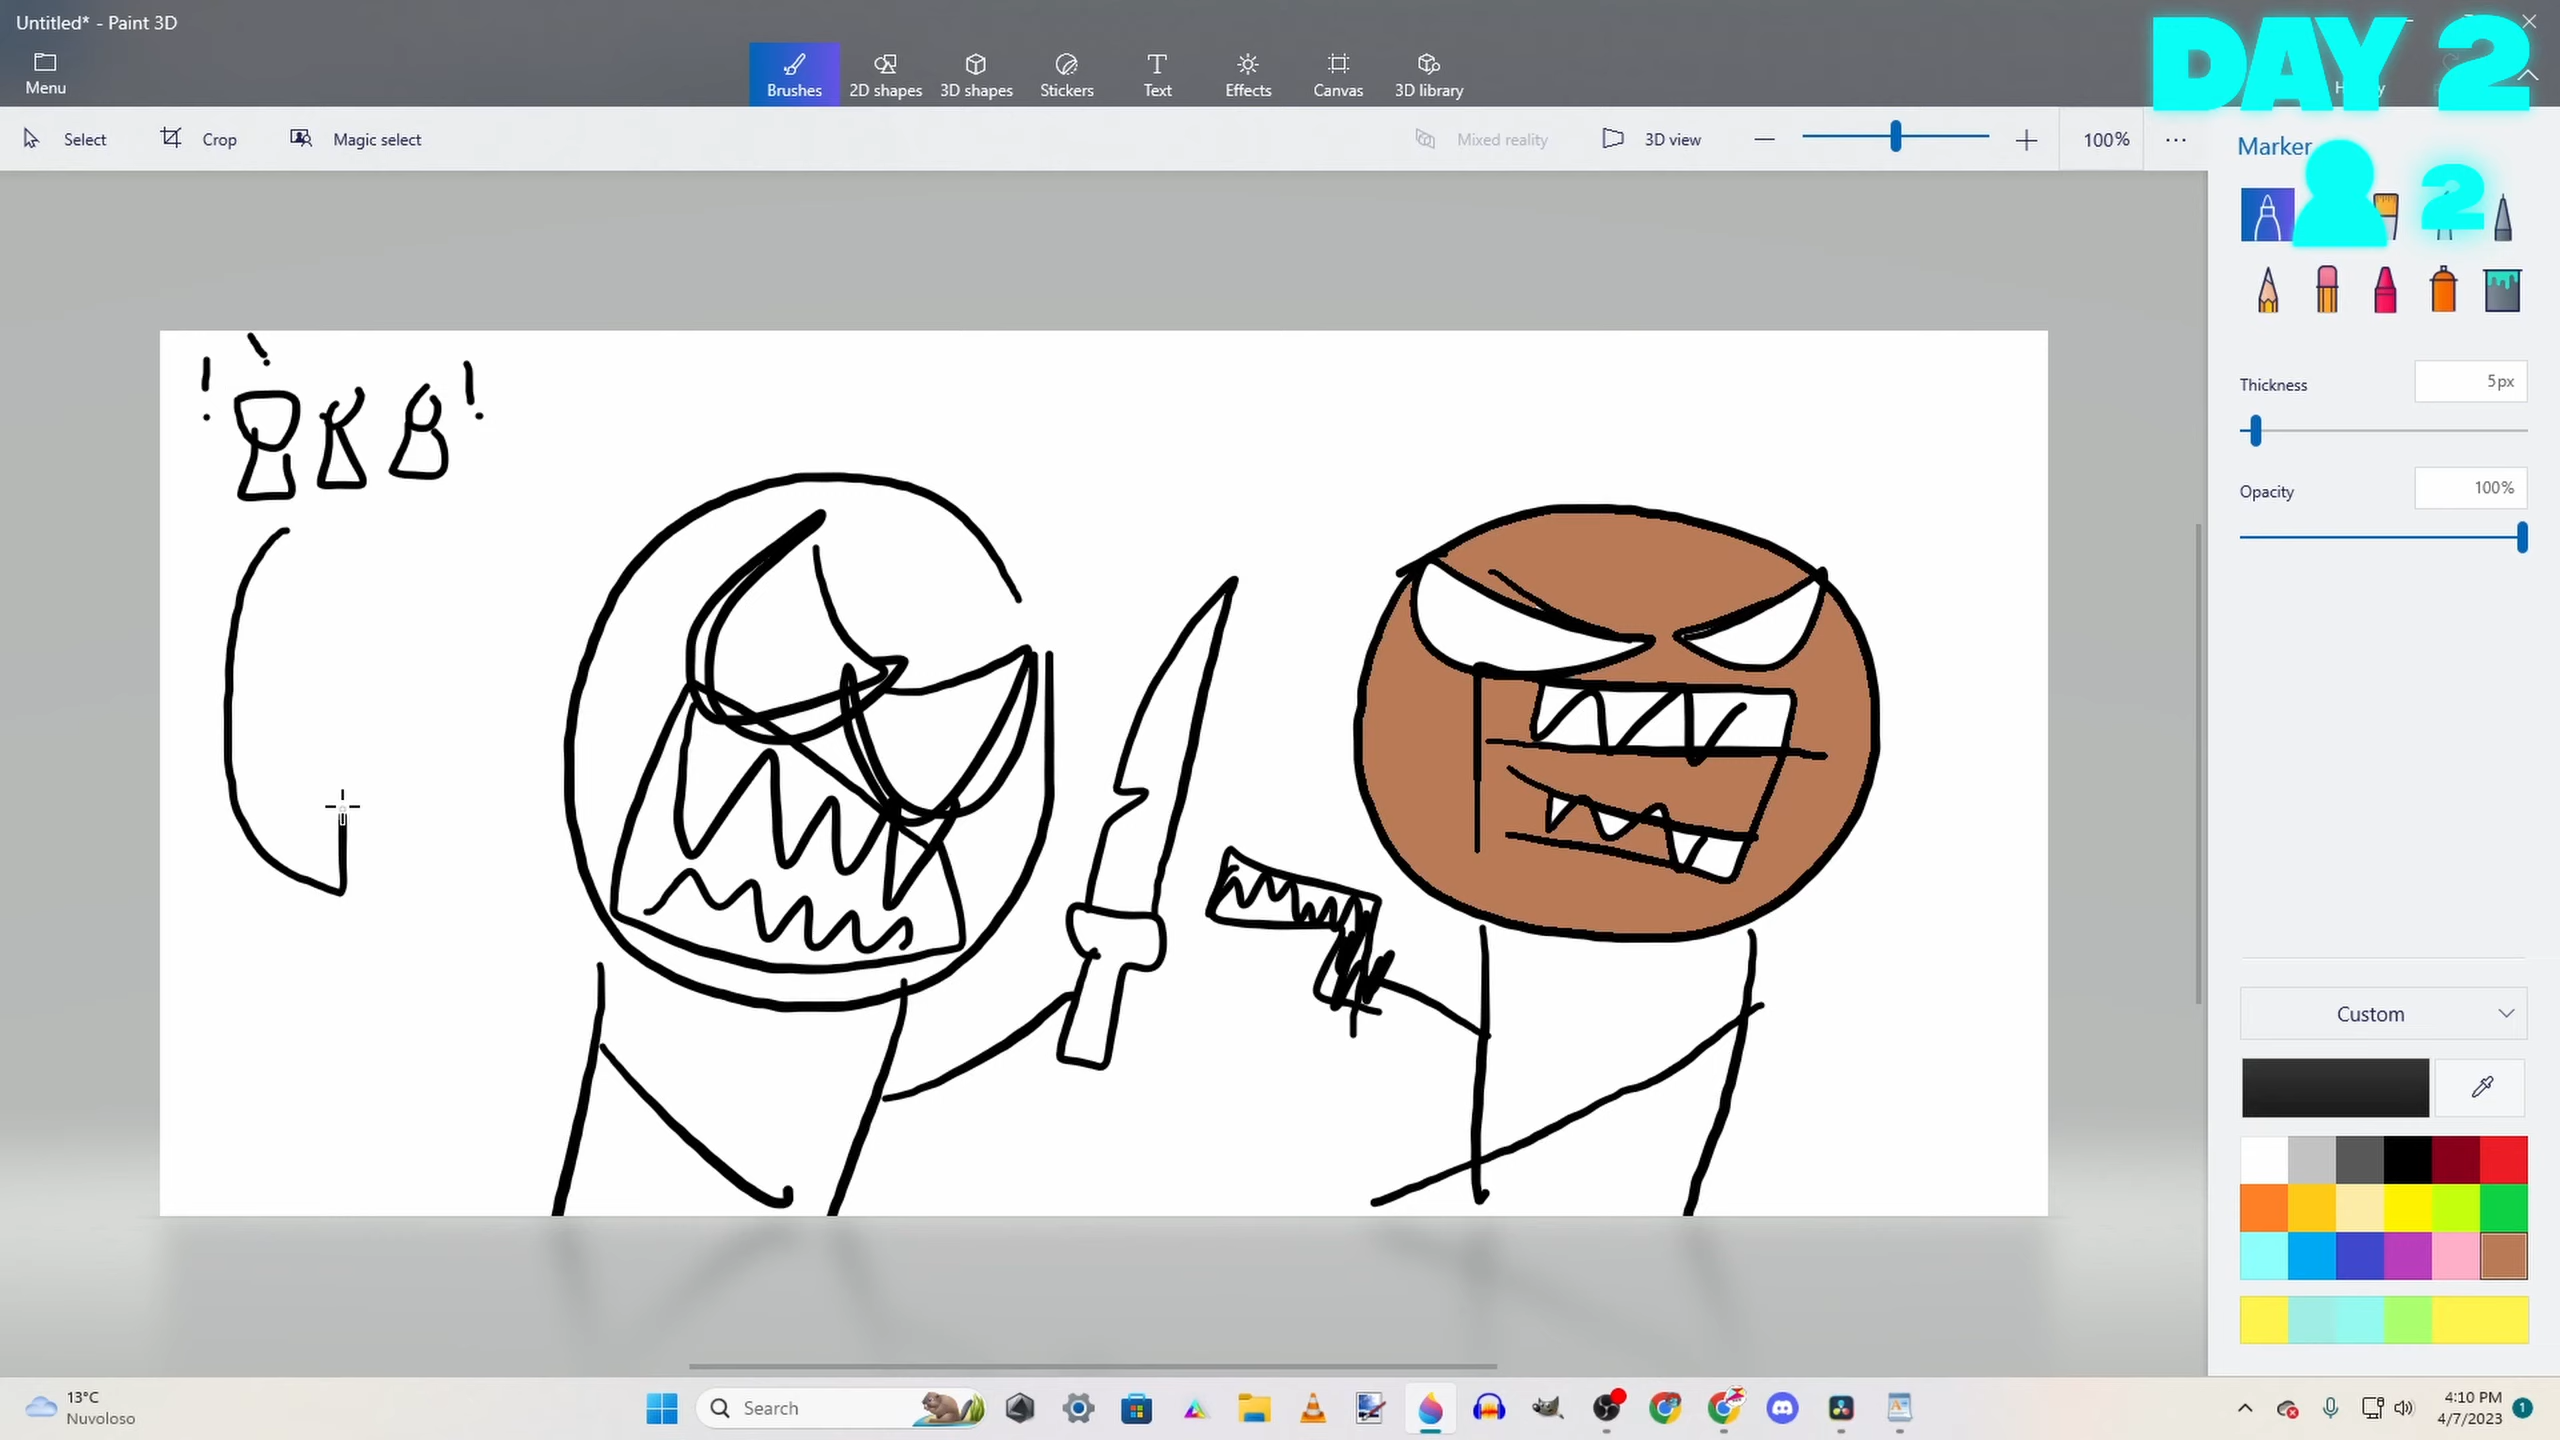 Untitled* - Paint 3D
DAY 2
Menu
Brushes
2D shapes
3D shapes
Stickers
Text
Effects
Canvas
3D library
Select
Crop
Magic select
Mixed reality
3D view
100%
Marker
2
Thickness
5px
Opacity
100%
Custom
13°C
Nuvoloso
Search
4:10 PM
4/7/2023
1